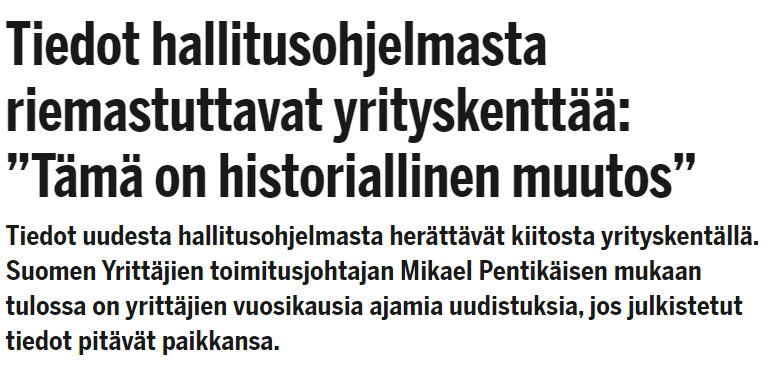 Tiedot hallitusohjelmasta
riemastuttavat yrityskenttää:
”Tämä on historiallinen muutos”
Tiedot uudesta hallitusohjelmasta herättävät kiitosta yrityskentällä.
Suomen Yrittäjien toimitusjohtajan Mikael Pentikäisen mukaan
tulossa on yrittäjien vuosikausia ajamia uudistuksia, jos julkistetut
tiedot pitävät paikkansa.